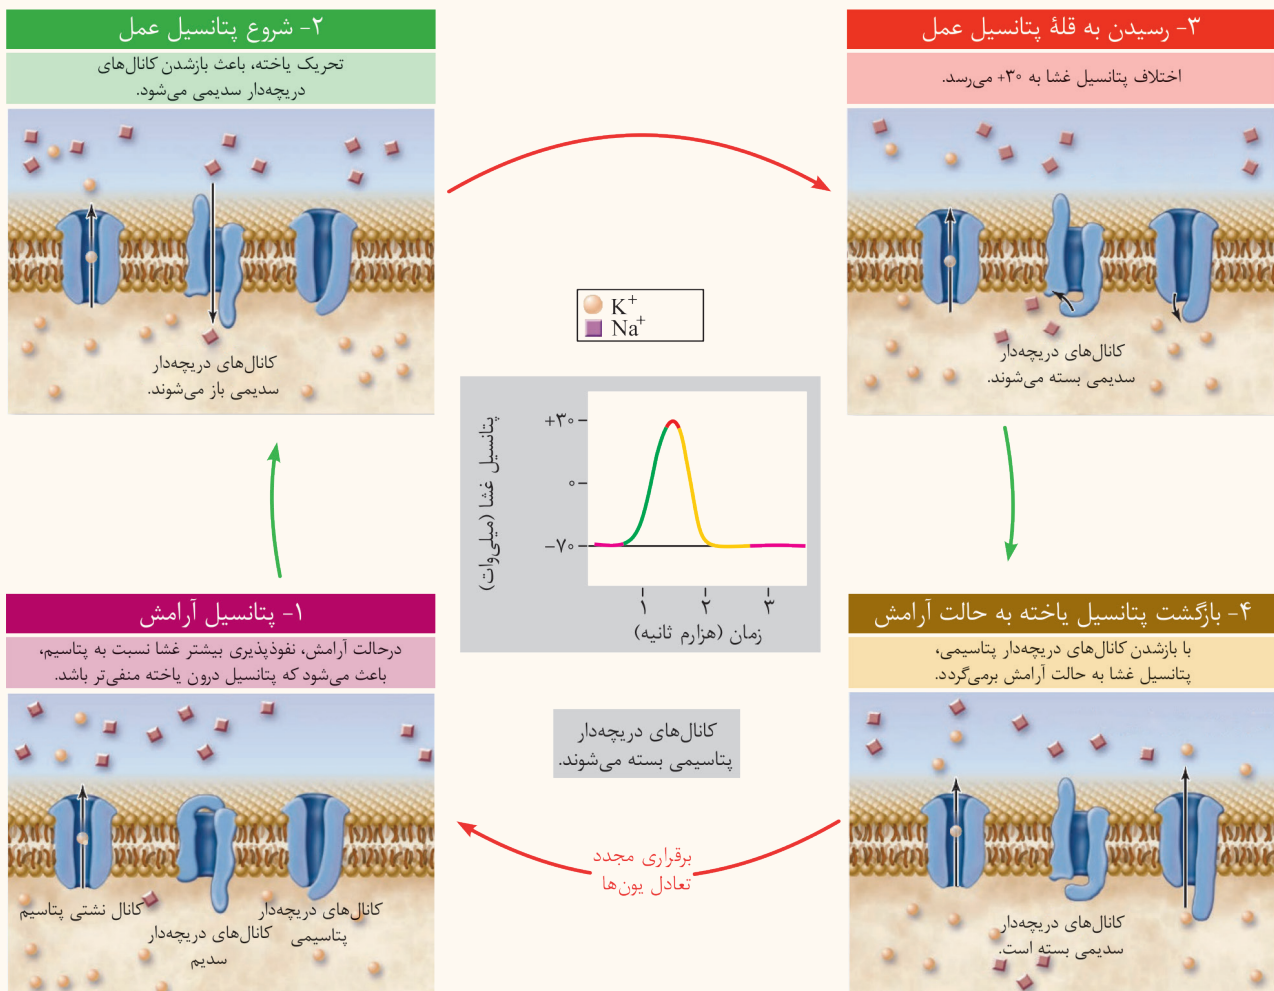 ۲- شروع پتانسیل عمل
تحریک یاخته، باعث بازشدن کانال‌های
دریچه‌دار سدیمی می‌شود.
کانال‌های دریچه‌دار
سدیمی باز می‌شوند.
۳- رسیدن به قلهٔ پتانسیل عمل
اختلاف پتانسیل غشا به ۳۰+ می‌رسد.
کانال‌های دریچه‌دار
سدیمی بسته می‌شوند.
K+
Na+
پتانسیل غشا (میلی‌وات)
+۳۰
۰
−۷۰
۱ ۲ ۳
زمان (هزارم ثانیه)
۴- بازگشت پتانسیل یاخته به حالت آرامش
با بازشدن کانال‌های دریچه‌دار پتاسیمی،
پتانسیل غشا به حالت آرامش برمی‌گردد.
کانال‌های دریچه‌دار
سدیمی بسته است.
کانال‌های دریچه‌دار
پتاسیمی بسته می‌شوند.
برقراری مجدد
تعادل یون‌ها
۱- پتانسیل آرامش
درحالت آرامش، نفوذپذیری بیشتر غشا نسبت به پتاسیم،
باعث می‌شود که پتانسیل درون یاخته منفی‌تر باشد.
کانال‌های دریچه‌دار
پتاسیمی
کانال‌های دریچه‌دار
سدیم
کانال نشتی پتاسیم